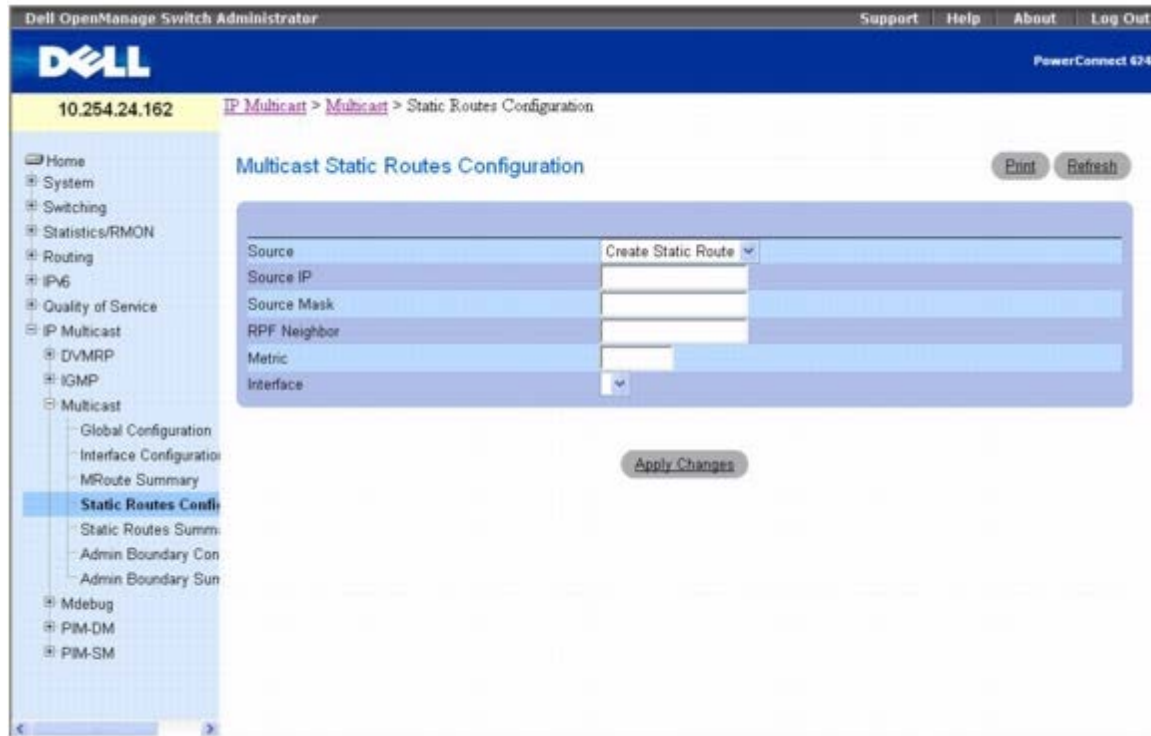 Dell OpenManage Switch Administrator
Support Help About Log Out
DELL
PowerConnect 624
10.254.24.162
IP Multicast > Multicast > Static Routes Configuration
Home
System
Switching
Statistics/RMON
Routing
IPv6
Quality of Service
IP Multicast
DVMRP
IGMP
Multicast
Global Configuration
Interface Configuratio
MRoute Summary
Static Routes Confi
Static Routes Summ
Admin Boundary Con
Admin Boundary Sum
Mdebug
PIM-DM
PIM-SM
Multicast Static Routes Configuration
Print Refresh
Source Create Static Route
Source IP
Source Mask
RPF Neighbor
Metric
Interface
Apply Changes